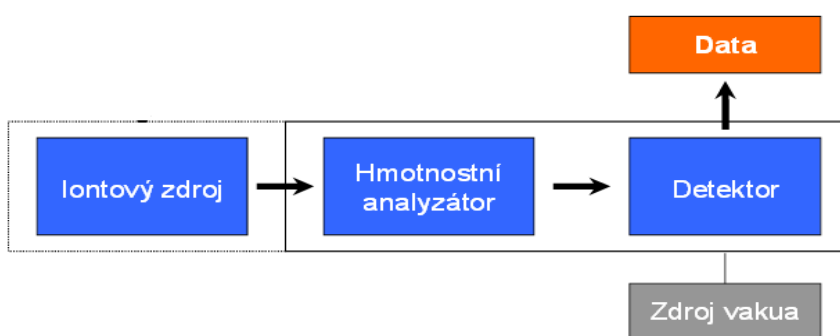 Data
Iontový zdroj
Hmotnostní
analyzátor
Detektor
Zdroj vakua